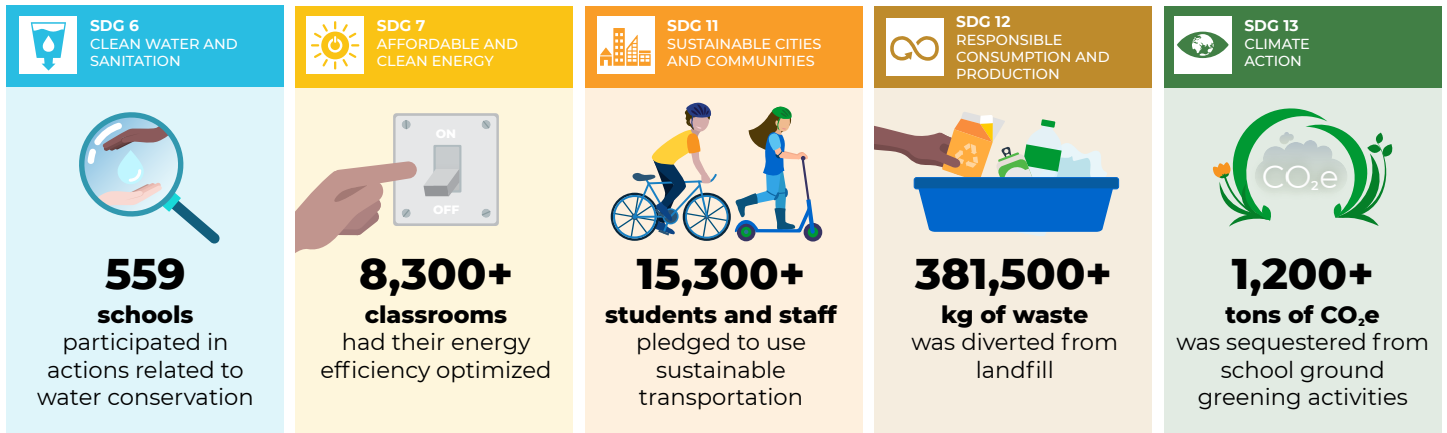 SDG 6
CLEAN WATER AND
SANITATION
559
schools
participated in
actions related to
water conservation
SDG 7
AFFORDABLE AND
CLEAN ENERGY
ON
OFF
8,300+
classrooms
had their energy
efficiency optimized
SDG 11
SUSTAINABLE CITIES
AND COMMUNITIES
15,300+
students and staff
pledged to use
sustainable
transportation
SDG 12
RESPONSIBLE
CONSUMPTION AND
PRODUCTION
381,500+
kg of waste
was diverted from
landfill
SDG 13
CLIMATE
ACTION
CO₂e
1,200+
tons of CO₂e
was sequestered from
school ground
greening activities